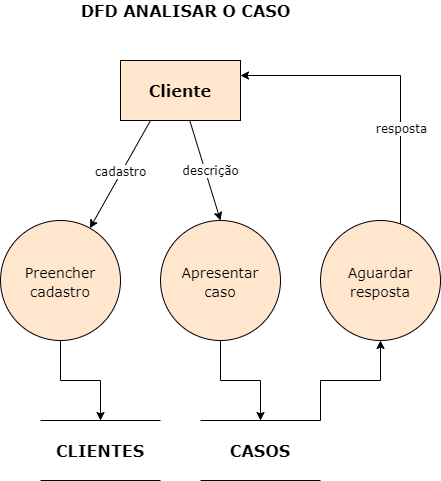 DFD ANALISAR O CASO
Cliente
resposta
cadastro
descrição
Preencher
cadastro
Apresentar
caso
Aguardar
resposta
CLIENTES
CASOS